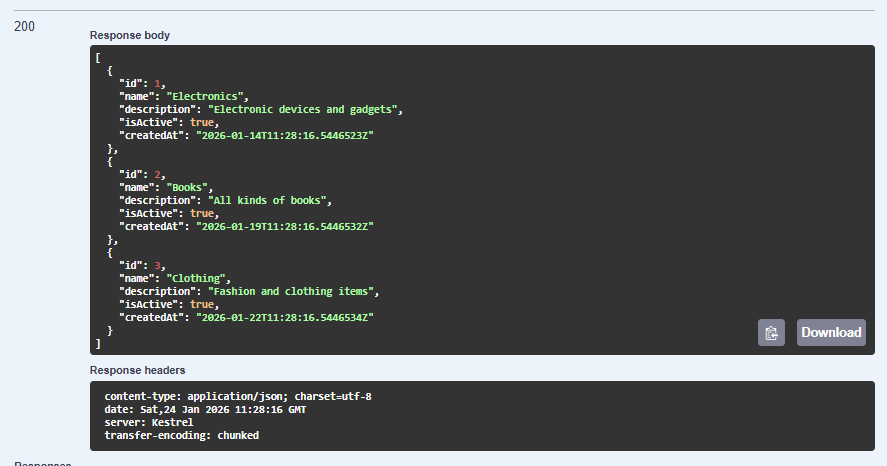 200
Response body
[
  {
    "id": 1,
    "name": "Electronics",
    "description": "Electronic devices and gadgets",
    "isActive": true,
    "createdAt": "2026-01-14T11:28:16.5446523Z"
  },
  {
    "id": 2,
    "name": "Books",
    "description": "All kinds of books",
    "isActive": true,
    "createdAt": "2026-01-19T11:28:16.5446532Z"
  },
  {
    "id": 3,
    "name": "Clothing",
    "description": "Fashion and clothing items",
    "isActive": true,
    "createdAt": "2026-01-22T11:28:16.5446534Z"
  }
]
Download
Response headers
content-type: application/json; charset=utf-8
date: Sat,24 Jan 2026 11:28:16 GMT
server: Kestrel
transfer-encoding: chunked
Responses